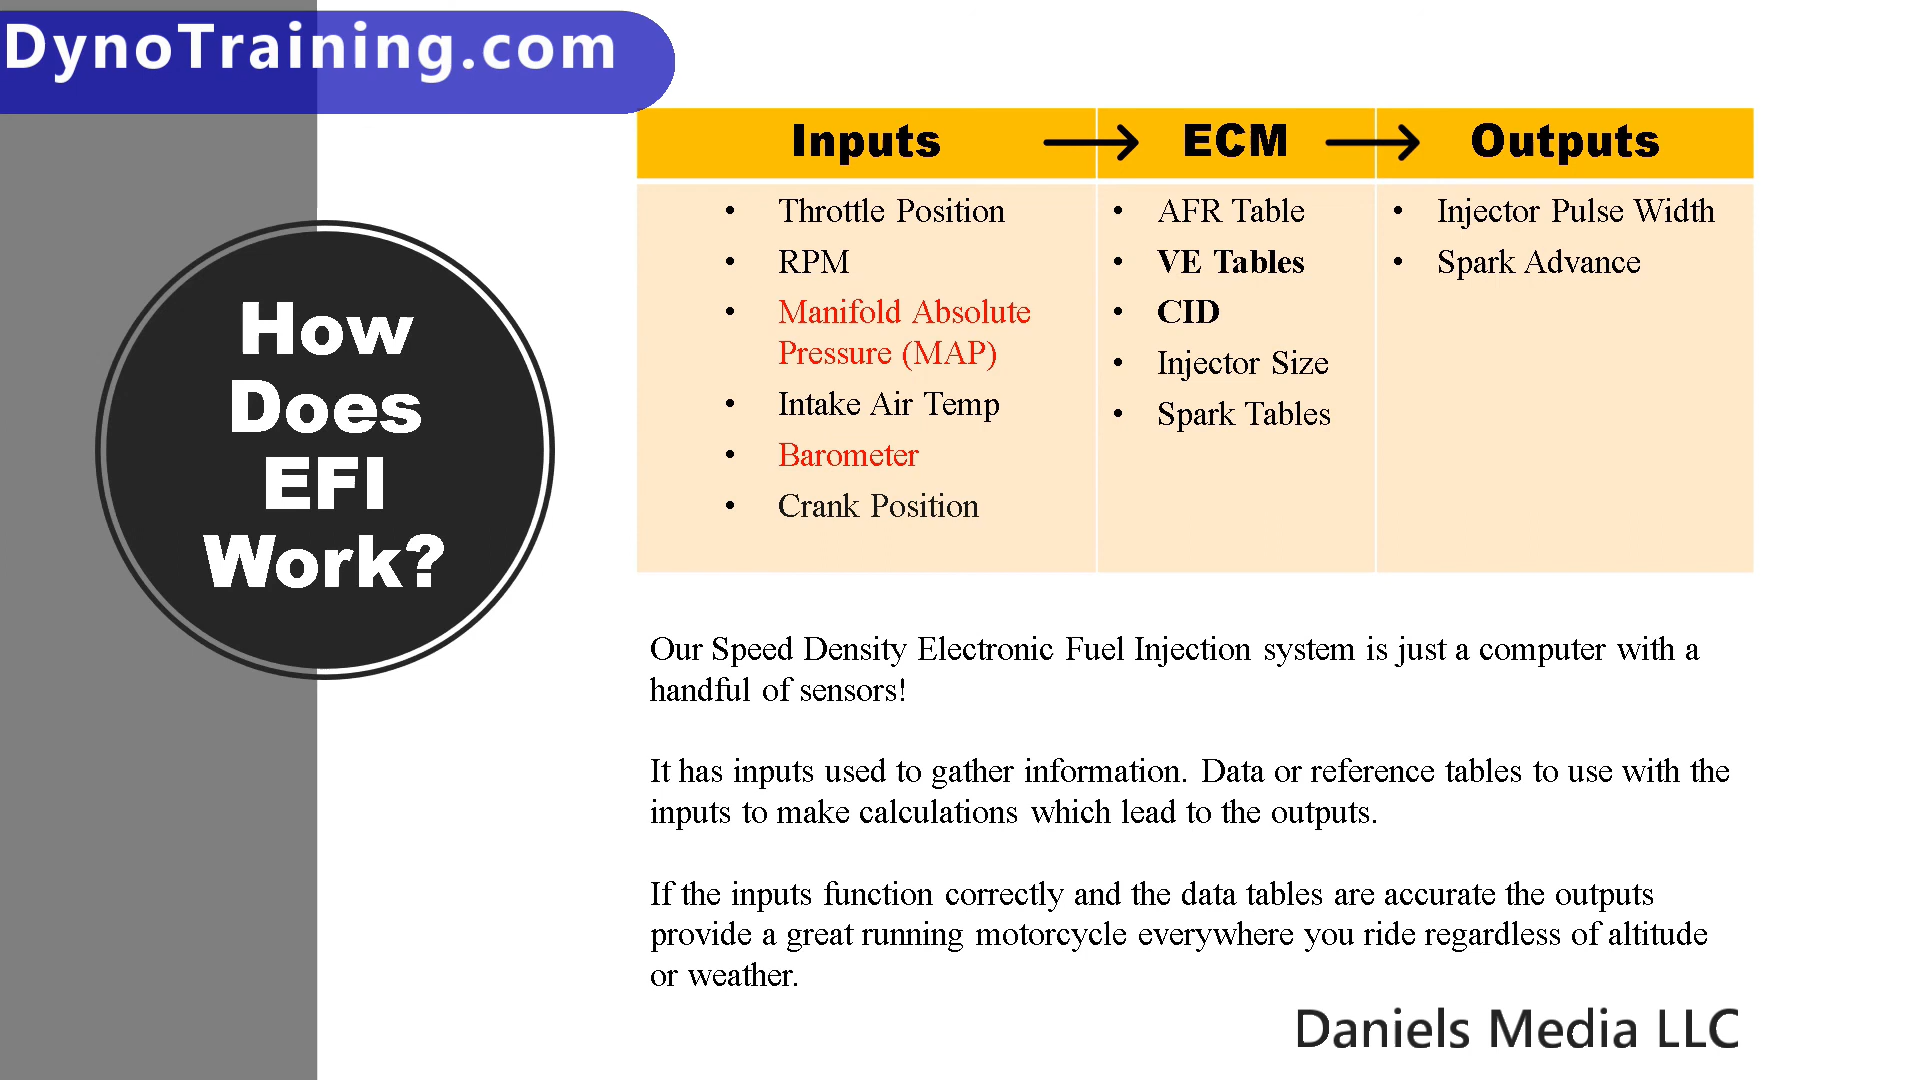 DynoTraining.com
How
Does
EFI
Work?
Inputs → ECM → Outputs
• Throttle Position
• RPM
• Manifold Absolute
Pressure (MAP)
• Intake Air Temp
• Barometer
• Crank Position
• AFR Table
• VE Tables
• CID
• Injector Size
• Spark Tables
• Injector Pulse Width
• Spark Advance
Our Speed Density Electronic Fuel Injection system is just a computer with a
handful of sensors!
It has inputs used to gather information. Data or reference tables to use with the
inputs to make calculations which lead to the outputs.
If the inputs function correctly and the data tables are accurate the outputs
provide a great running motorcycle everywhere you ride regardless of altitude
or weather.
Daniels Media LLC